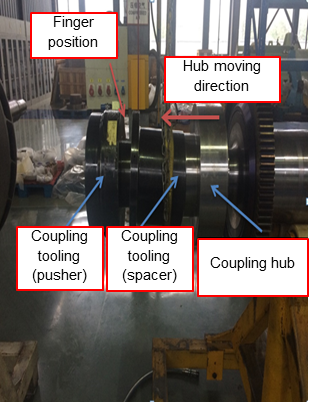 Finger
position
Hub moving
direction
Coupling
tooling
(pusher)
Coupling
tooling
(spacer)
Coupling hub